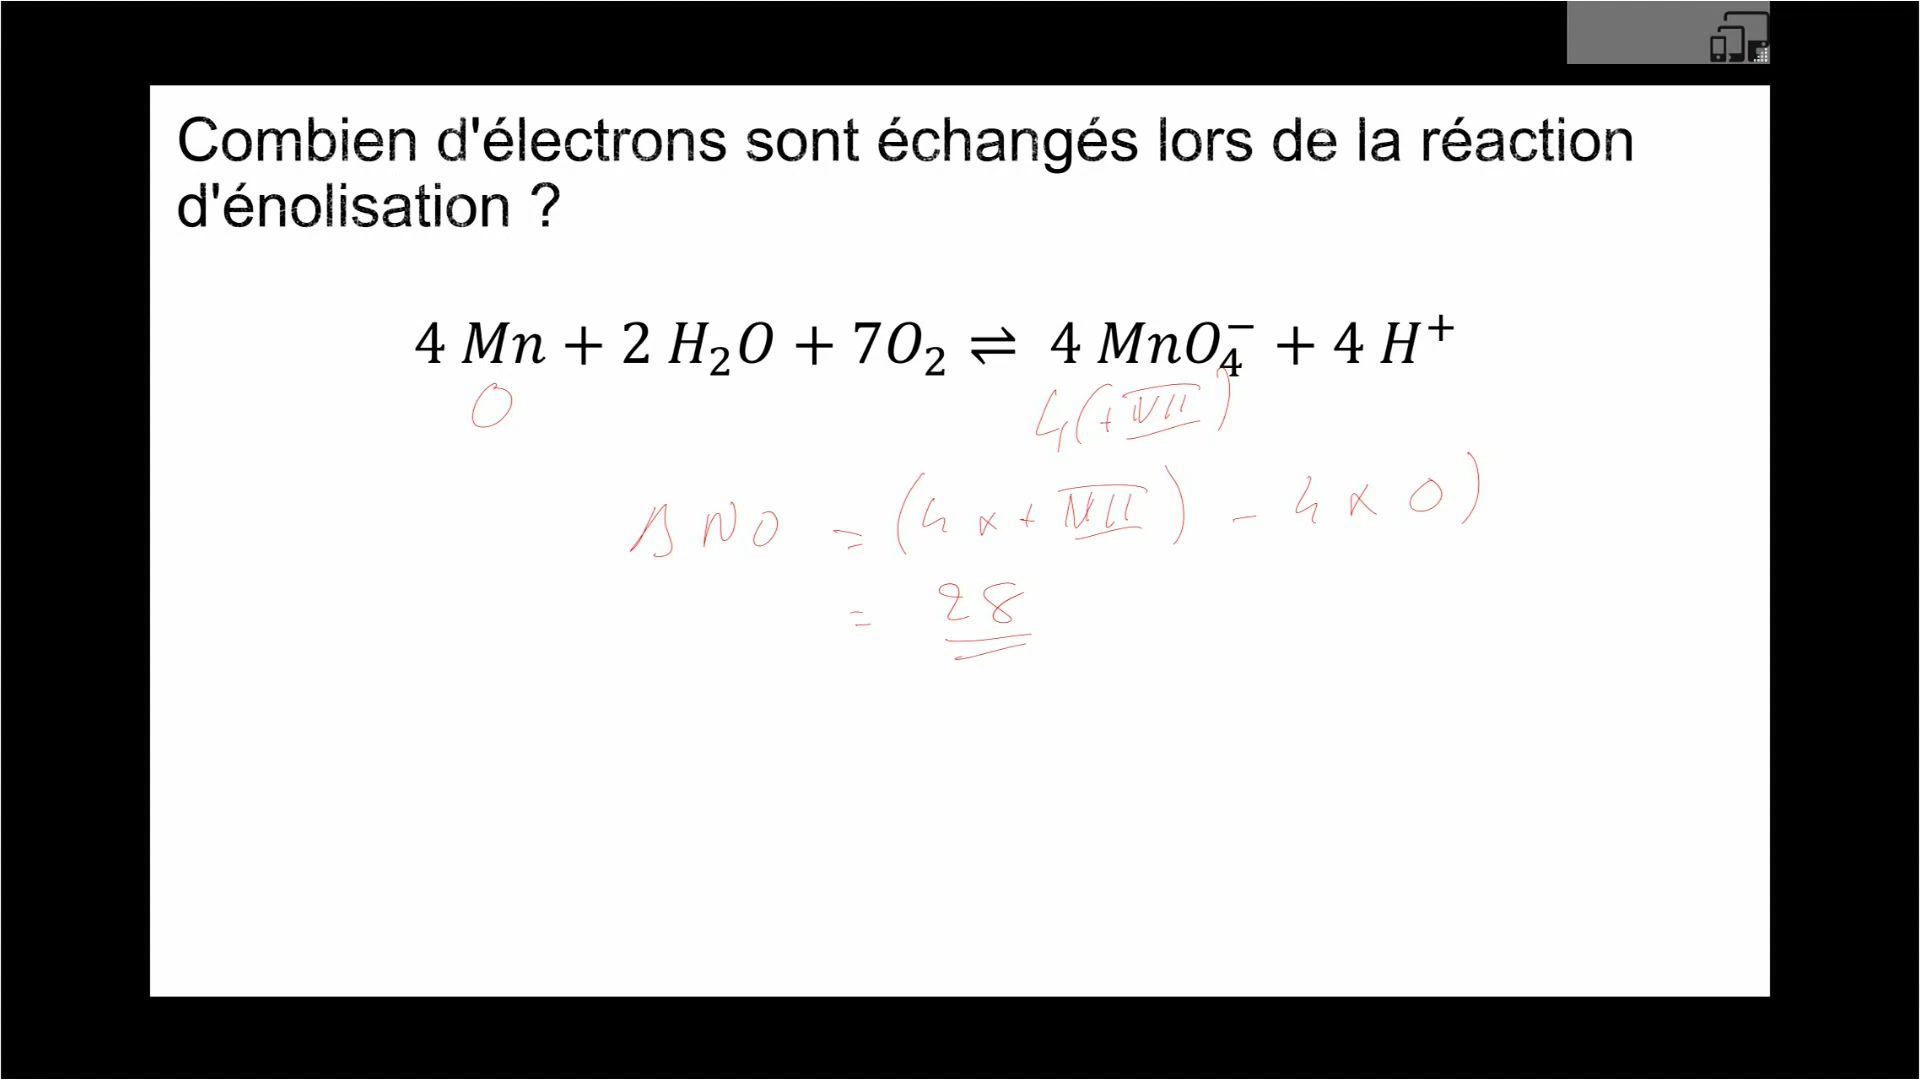 Combien d'électrons sont échangés lors de la réaction
d'énolisation ?
4 Mn + 2 H₂O + 7O₂ ⇌ 4 MnO₄⁻ + 4 H⁺
0 4(+VII)
ΔNO = (4 x + VII) - 4 x 0)
= 28